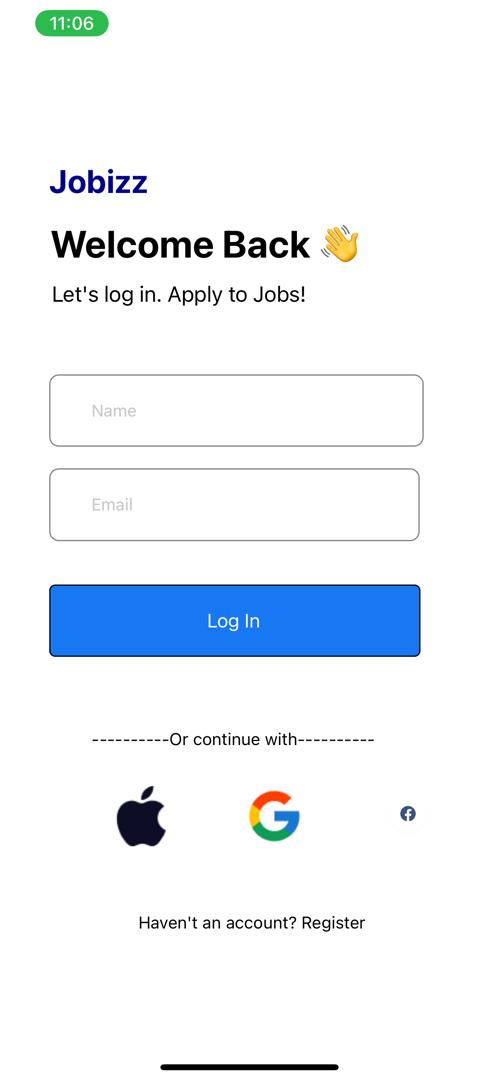 11:06
Jobizz
Welcome Back 👋
Let's log in. Apply to Jobs!
Name
Email
Log In
----------Or continue with----------
Haven't an account? Register